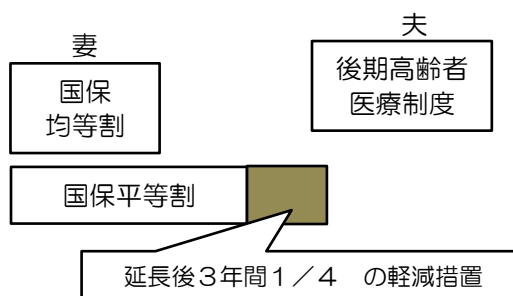 妻
夫
国保
均等割
後期高齢者
医療制度
国保平等割
延長後３年間１／４　の軽減措置